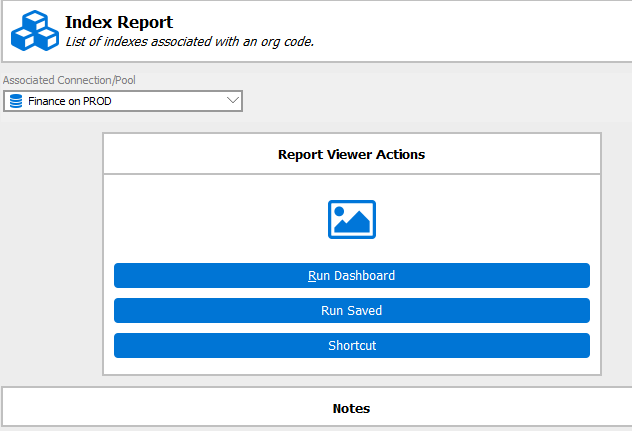 Index Report
List of indexes associated with an org code.
Associated Connection/Pool
Finance on PROD
Report Viewer Actions
Run Dashboard
Run Saved
Shortcut
Notes